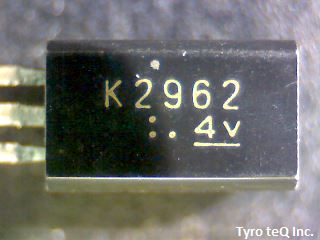 K2962
:. 4V
Tyro teQ Inc.